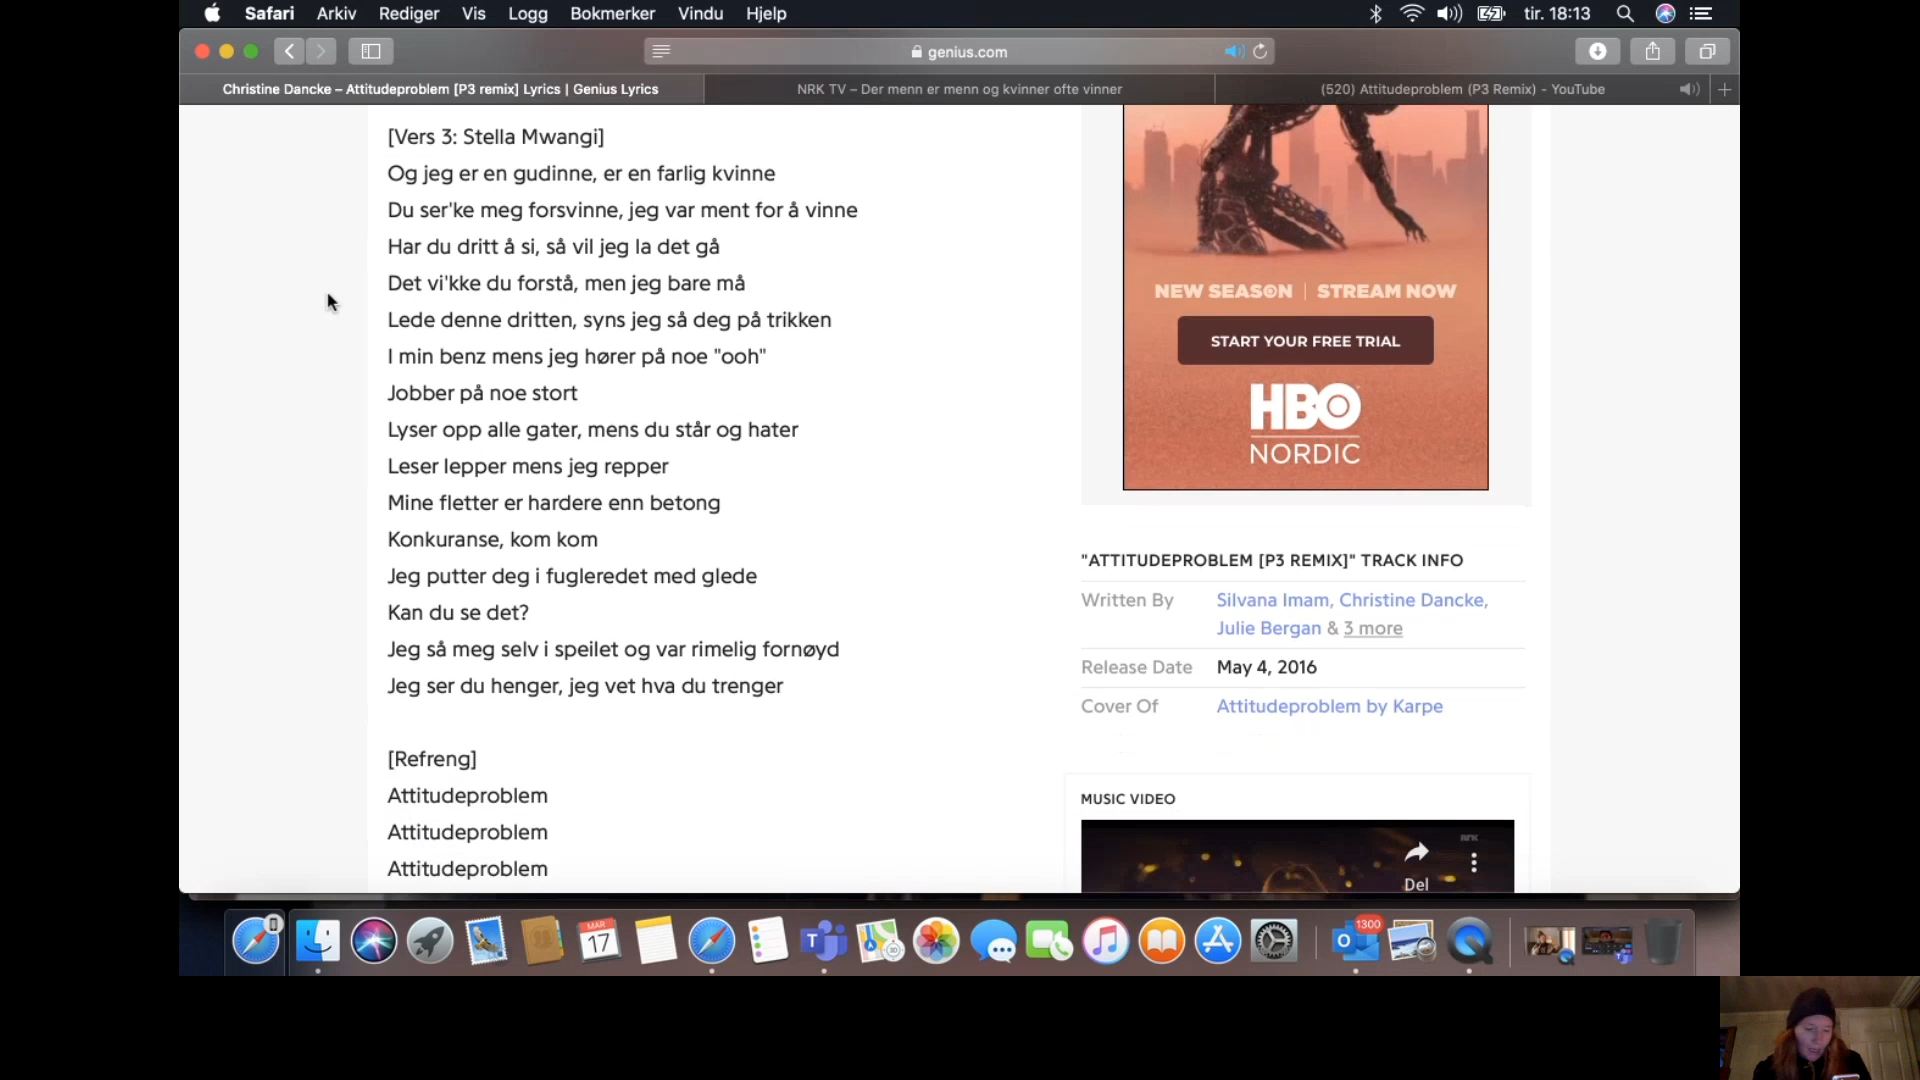 Safari Arkiv Rediger Vis Logg Bokmerker Vindu Hjelp tir. 18:13
genius.com
Christine Dancke – Attitudeproblem [P3 remix] Lyrics | Genius Lyrics
NRK TV – Der menn er menn og kvinner ofte vinner
(520) Attitudeproblem (P3 Remix) - YouTube
[Vers 3: Stella Mwangi]
Og jeg er en gudinne, er en farlig kvinne
Du ser'ke meg forsvinne, jeg var ment for å vinne
Har du dritt å si, så vil jeg la det gå
Det vi'kke du forstå, men jeg bare må
Lede denne dritten, syns jeg så deg på trikken
I min benz mens jeg hører på noe "ooh"
Jobber på noe stort
Lyser opp alle gater, mens du står og hater
Leser lepper mens jeg repper
Mine fletter er hardere enn betong
Konkuranse, kom kom
Jeg putter deg i fugleredet med glede
Kan du se det?
Jeg så meg selv i speilet og var rimelig fornøyd
Jeg ser du henger, jeg vet hva du trenger
[Refreng]
Attitudeproblem
Attitudeproblem
Attitudeproblem
NEW SEASON | STREAM NOW
START YOUR FREE TRIAL
HBO
NORDIC
"ATTITUDEPROBLEM [P3 REMIX]" TRACK INFO
Written By Silvana Imam, Christine Dancke,
Julie Bergan & 3 more
Release Date May 4, 2016
Cover Of Attitudeproblem by Karpe
MUSIC VIDEO
nrk
Del
MAR
17
1300